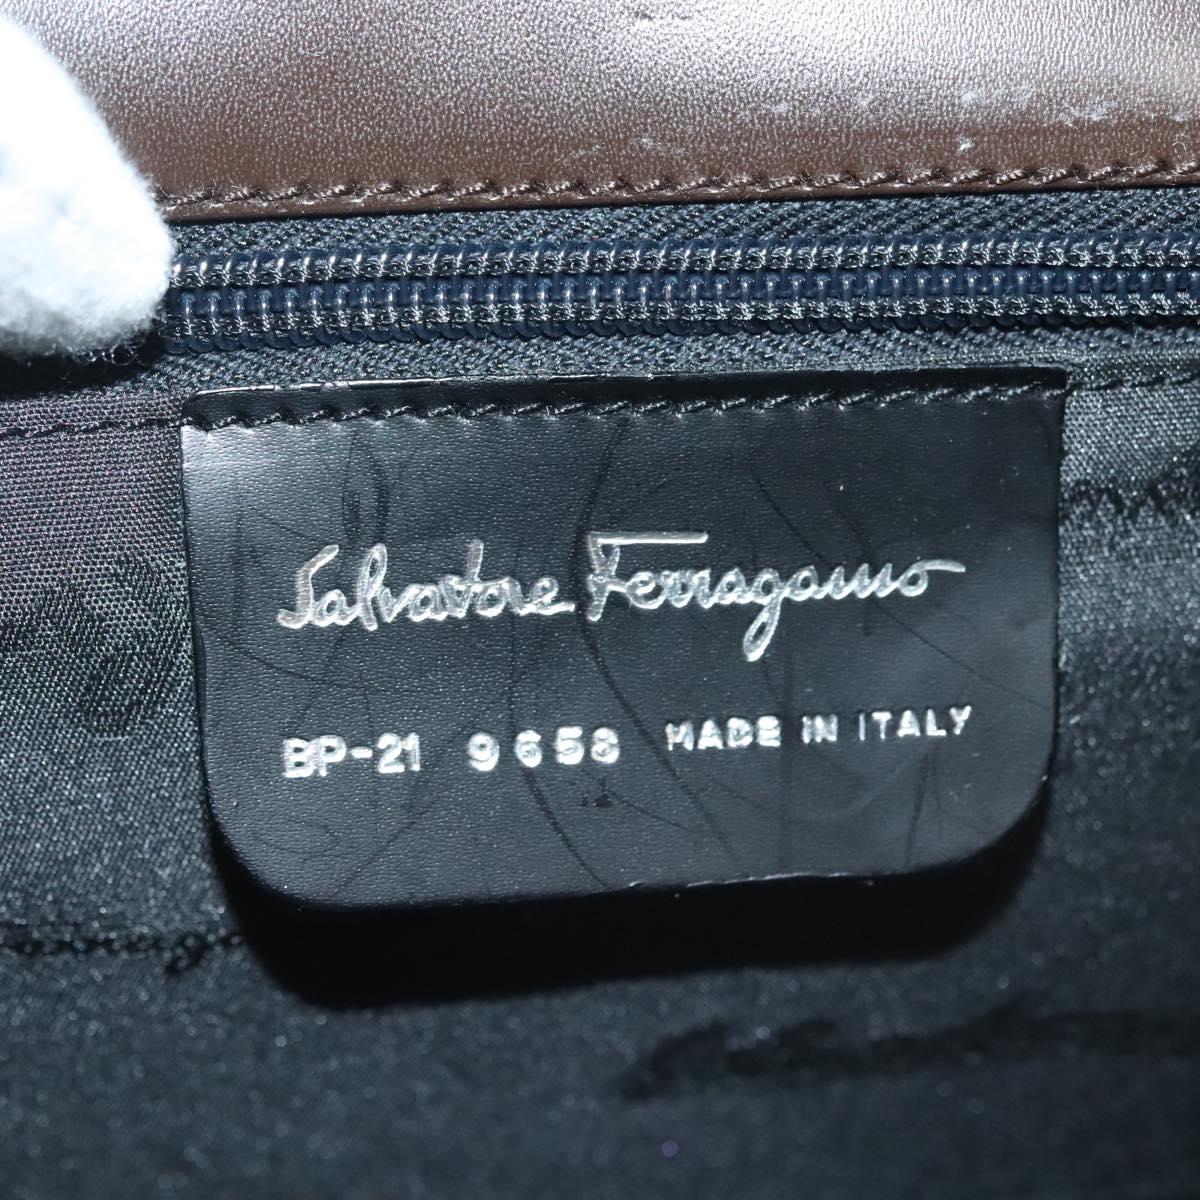 Salvatore Ferragamo
BP-21 9658 MADE IN ITALY